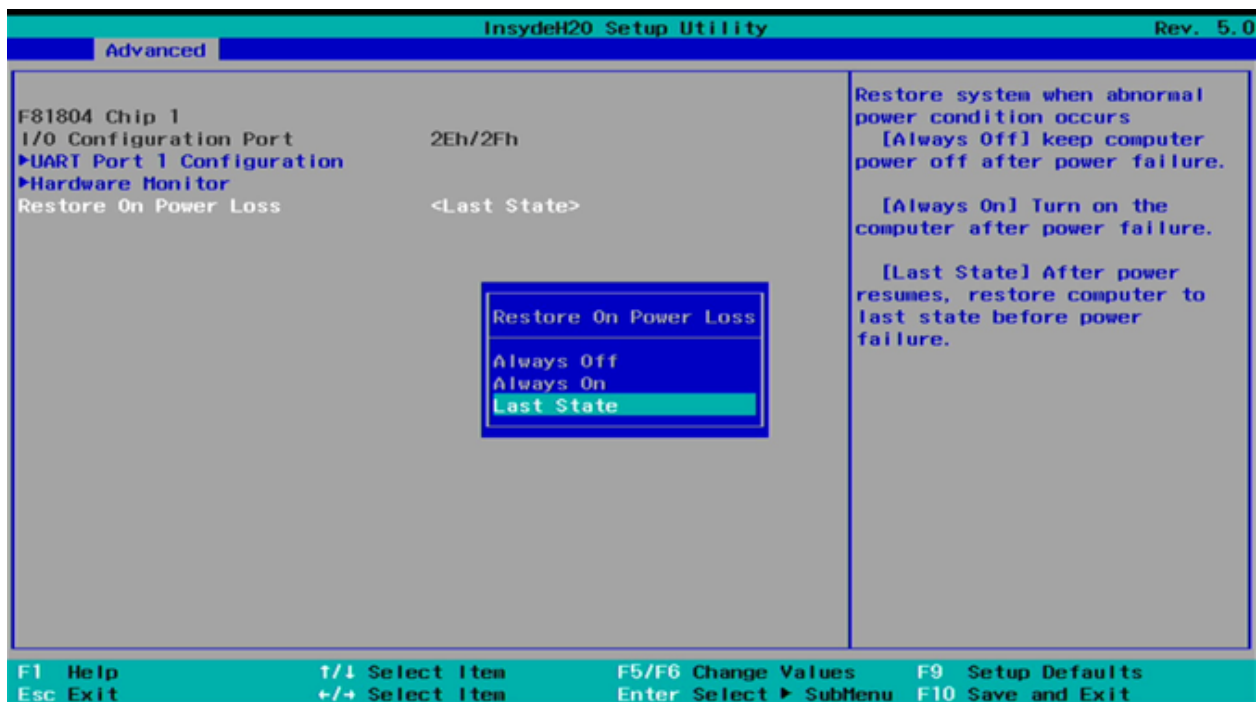 InsydeH20 Setup Utility Rev. 5.0
Advanced
F81804 Chip 1
I/O Configuration Port 2Eh/2Fh
►UART Port 1 Configuration
►Hardware Monitor
Restore On Power Loss <Last State>
Restore On Power Loss
Always Off
Always On
Last State
Restore system when abnormal
power condition occurs
[Always Off] keep computer
power off after power failure.
[Always On] Turn on the
computer after power failure.
[Last State] After power
resumes, restore computer to
last state before power
failure.
F1 Help ↑/↓ Select Item F5/F6 Change Values F9 Setup Defaults
Esc Exit ←/→ Select Item Enter Select ► SubMenu F10 Save and Exit